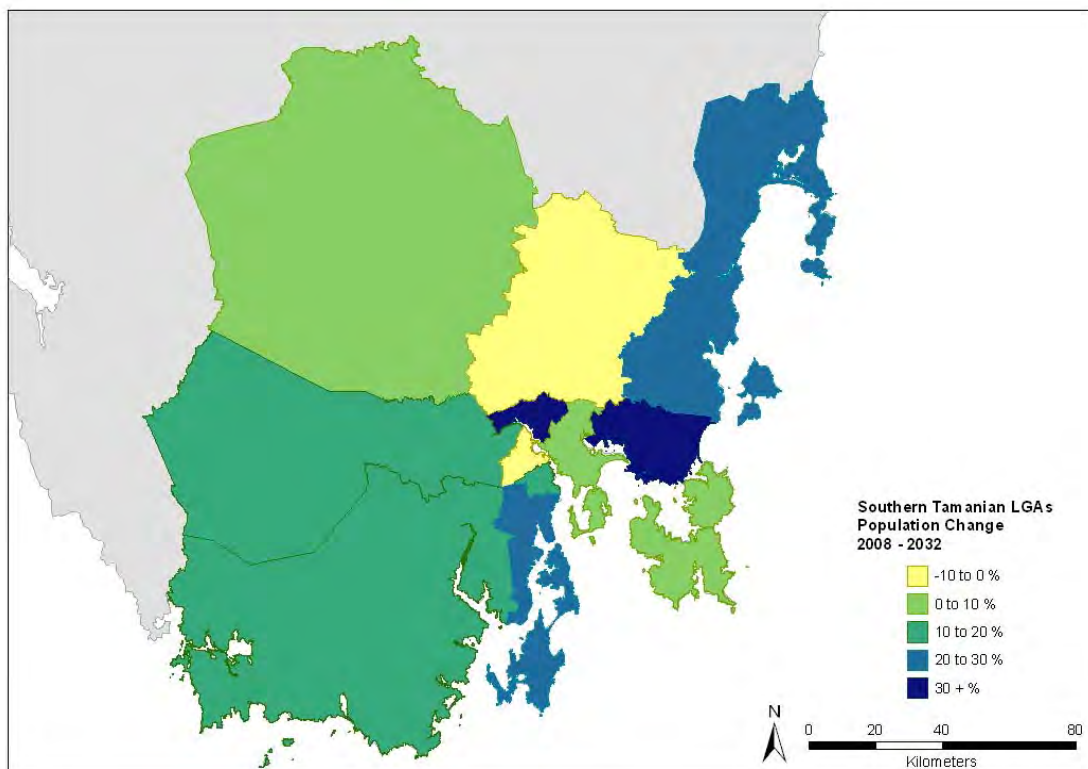 Southern Tamanian LGAs
Population Change
2008 - 2032
-10 to 0 %
0 to 10 %
10 to 20 %
20 to 30 %
30 + %
N
0 20 40 60 80
Kilometers